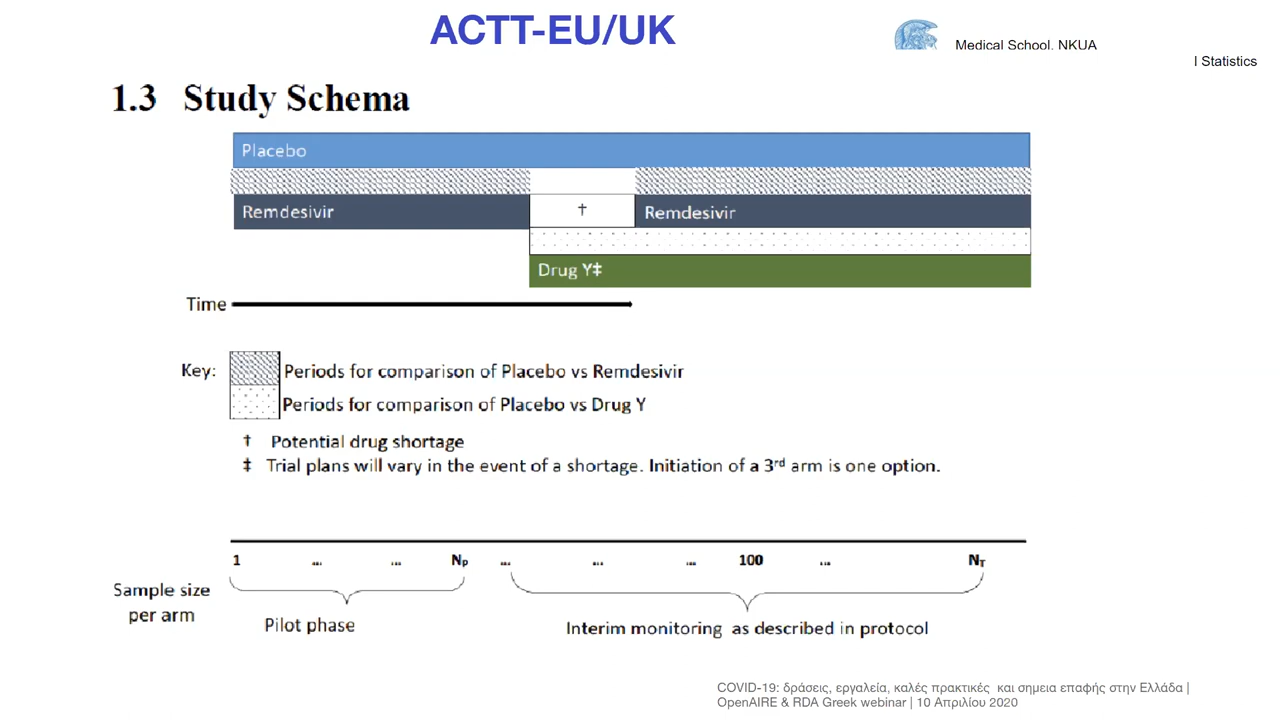 ACTT-EU/UK
Medical School. NKUA
l Statistics
1.3 Study Schema
Placebo
Remdesivir
†
Remdesivir
Drug Y‡
Time
Key:
Periods for comparison of Placebo vs Remdesivir
Periods for comparison of Placebo vs Drug Y
† Potential drug shortage
‡ Trial plans will vary in the event of a shortage. Initiation of a 3rd arm is one option.
1 ... ... NP ... ... ... 100 ... NT
Sample size
per arm
Pilot phase
Interim monitoring as described in protocol
COVID-19: δράσεις, εργαλεία, καλές πρακτικές και σημεια επαφής στην Ελλάδα |
OpenAIRE & RDA Greek webinar | 10 Απριλίου 2020